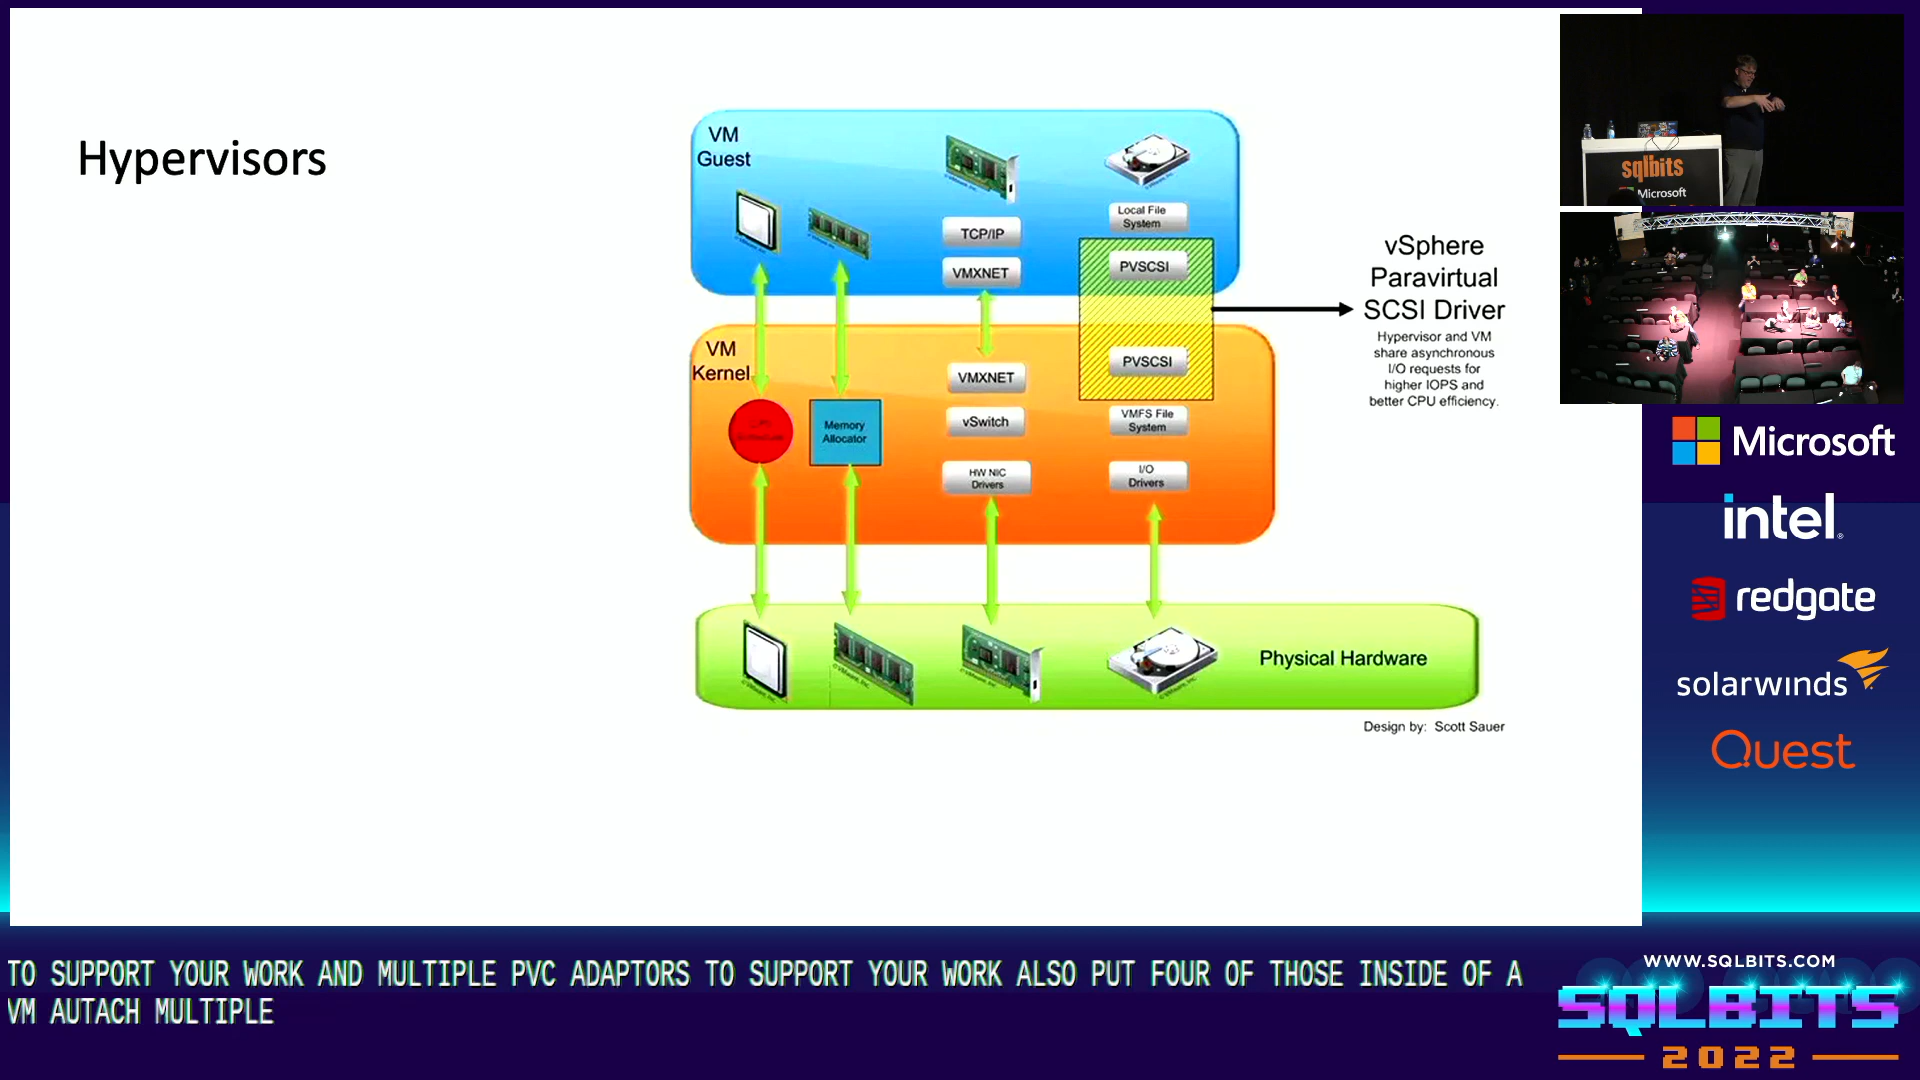 Hypervisors
VM
Guest
TCP/IP
VMXNET
Local File
System
PVSCSI
vSphere
Paravirtual
SCSI Driver
Hypervisor and VM
share asynchronous
I/O requests for
higher IOPS and
better CPU efficiency.
VM
Kernel
Memory
Allocator
VMXNET
vSwitch
HW NIC
Drivers
PVSCSI
VMFS File
System
I/O
Drivers
Physical Hardware
Design by: Scott Sauer
sqlbits
Microsoft
Microsoft
intel
redgate
solarwinds
Quest
TO SUPPORT YOUR WORK AND MULTIPLE PVC ADAPTORS TO SUPPORT YOUR WORK ALSO PUT FOUR OF THOSE INSIDE OF A
VM AUTACH MULTIPLE
WWW.SQLBITS.COM
SQLBITS
2022